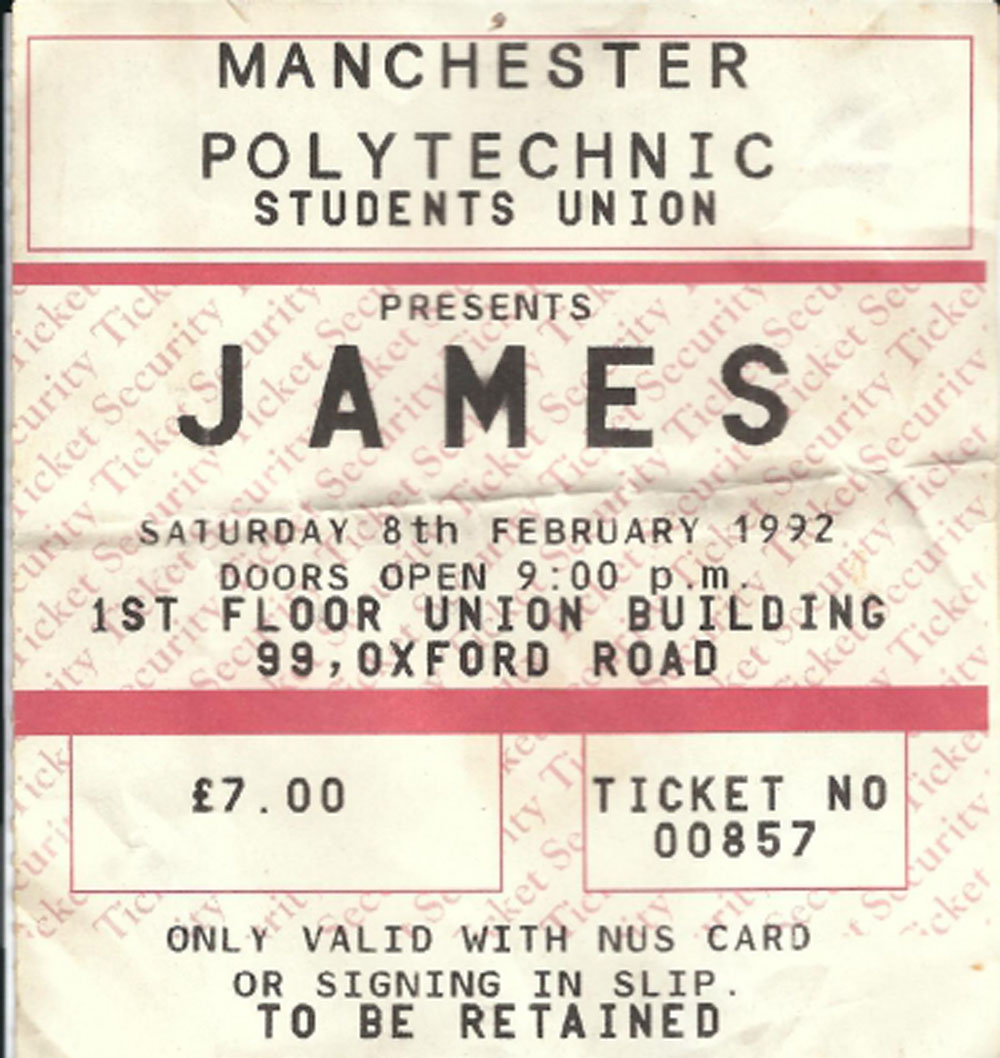 MANCHESTER
POLYTECHNIC
STUDENTS UNION
PRESENTS
JAMES
SATURDAY 8th FEBRUARY 1992
DOORS OPEN 9:00 p.m.
1ST FLOOR UNION BUILDING
99,OXFORD ROAD
£7.00
TICKET NO
00857
ONLY VALID WITH NUS CARD
OR SIGNING IN SLIP.
TO BE RETAINED